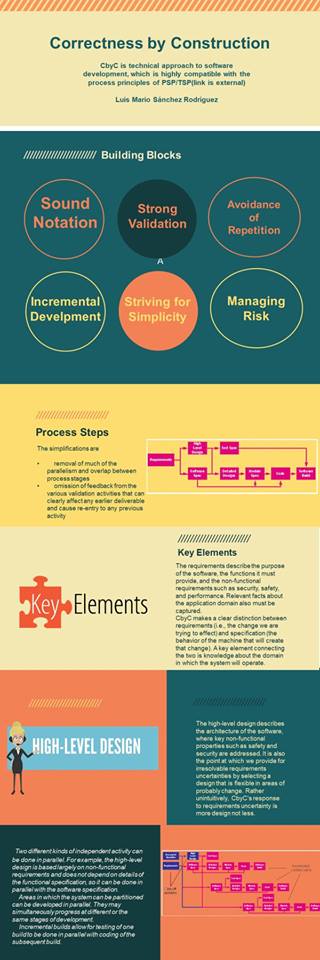 Correctness by Construction
CbyC is technical approach to software
development, which is highly compatible with the
process principles of PSP/TSP(link is external)
Luis Mario Sánchez Rodríguez
Building Blocks
Sound
Notation
Strong
Validation
Avoidance
of
Repetition
A
Incremental
Develpment
Striving for
Simplicity
Managing
Risk
Process Steps
The simplifications are
• removal of much of the
parallelism and overlap between
process stages
• omission of feedback from the
various validation activities that can
clearly affect any earlier deliverable
and cause re-entry to any previous
activity
Requirements
High
Level
Design
Test Spec
Software
Spec
Detailed
Design
Module
Spec
Code
Software
Build
Key Elements
Key Elements
The requirements describe the purpose
of the software, the functions it must
provide, and the non-functional
requirements such as security, safety,
and performance. Relevant facts about
the application domain also must be
captured.
CbyC makes a clear distinction between
requirements (i.e., the change we are
trying to effect) and specification (the
behavior of the machine that will create
that change). A key element connecting
the two is knowledge about the domain
in which the system will operate.
HIGH-LEVEL DESIGN
The high-level design describes
the architecture of the software,
where key non-functional
properties such as safety and
security are addressed. It is also
the point at which we provide for
irresolvable requirements
uncertainties by selecting a
design that is flexible in areas of
probably change. Rather
unintuitively, CbyC's response
to requirements uncertainty is
more design not less.
Two different kinds of independent activity can
be done in parallel. For example, the high-level
design is based largely on non-functional
requirements and does not depend on details of
the functional specification, so it can be done in
parallel with the software specification.
Areas in which the system can be partitioned
can be developed in parallel. They may
simultaneously progress at different or the
same stages of development.
Incremental builds allow for testing of one
build to be done in parallel with coding of the
subsequent build.